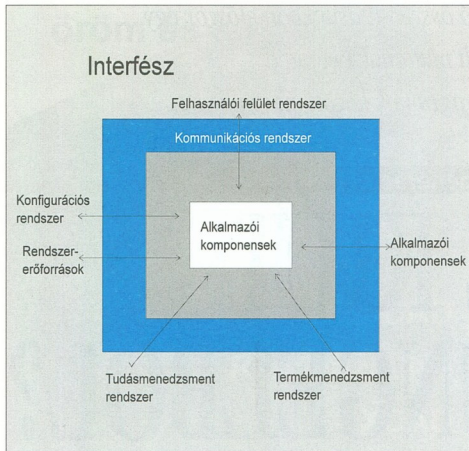 Interfész
Felhasználói felület rendszer
Kommunikációs rendszer
Konfigurációs
rendszer
Alkalmazói
komponensek
Rendszer-
erőforrások
Alkalmazói
komponensek
Tudásmenedzsment
rendszer
Termékmenedzsment
rendszer